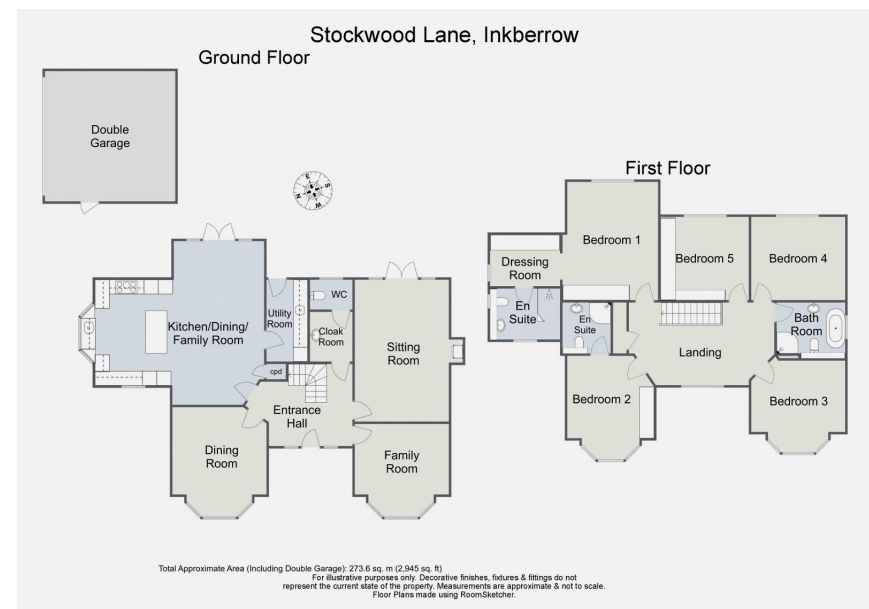 Stockwood Lane, Inkberrow
Ground Floor
Double
Garage
E
S
N
W
Kitchen/Dining/
Family Room
Utility
Room
WC
Cloak
Room
Sitting
Room
cpd
Entrance
Hall
Dining
Room
Family
Room
First Floor
Bedroom 1
Bedroom 5
Bedroom 4
Dressing
Room
En
Suite
En
Suite
Bath
Room
Landing
Bedroom 2
Bedroom 3
Total Approximate Area (Including Double Garage): 273.6 sq. m (2,945 sq. ft)
For illustrative purposes only. Decorative finishes, fixtures & fittings do not
represent the current state of the property. Measurements are approximate & not to scale.
Floor Plans made using RoomSketcher.